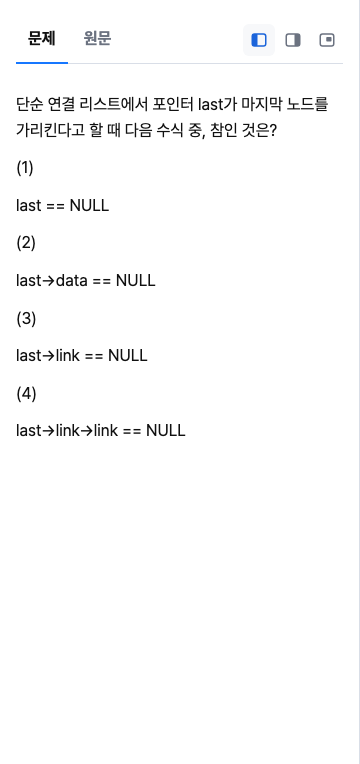 문제 원문
단순 연결 리스트에서 포인터 last가 마지막 노드를
가리킨다고 할 때 다음 수식 중, 참인 것은?
(1)
last == NULL
(2)
last→data == NULL
(3)
last→link == NULL
(4)
last→link→link == NULL